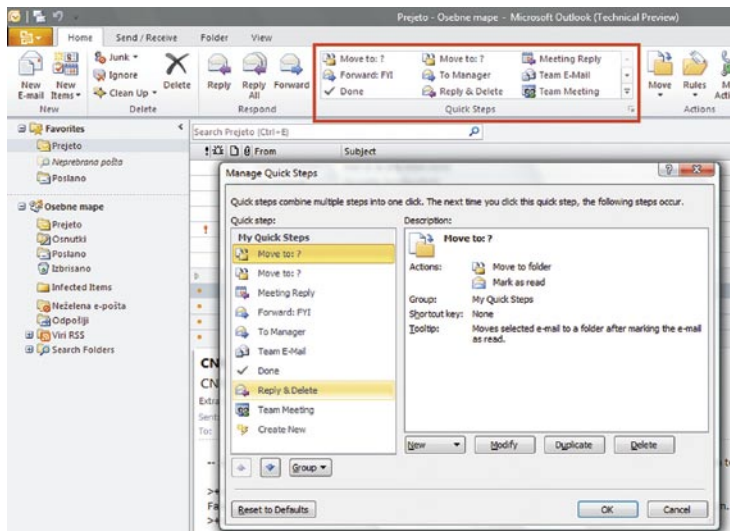 Prejeto - Osebne mape - Microsoft Outlook (Technical Preview)
Home Send / Receive Folder View
New E-mail
New Items
Junk
Ignore
Clean Up
Delete
Reply
Reply All
Forward
Move to: ? Move to: ? Meeting Reply
Forward: FYI To Manager Team E-Mail
Done Reply & Delete Team Meeting
Move
Rules
New Delete Respond Quick Steps Actions
Favorites
Prejeto
Neprebrana pošta
Poslano
Osebne mape
Prejeto
Osnutki
Poslano
Izbrisano
Infected Items
Neželena e-pošta
Odpošlji
Viri RSS
Search Folders
Search Prejeto (Ctrl+E)
From Subject
CN
CN
Extra
Sent:
To:
Manage Quick Steps
Quick steps combine multiple steps into one click. The next time you click this quick step, the following steps occur.
Quick step:
My Quick Steps
Move to: ?
Move to: ?
Meeting Reply
Forward: FYI
To Manager
Team E-Mail
Done
Reply & Delete
Team Meeting
Create New
Group
Description:
Move to: ?
Actions: Move to folder
Mark as read
Group: My Quick Steps
Shortcut key: None
Tooltip: Moves selected e-mail to a folder after marking the e-mail
as read.
New Modify Duplicate Delete
Reset to Defaults OK Cancel